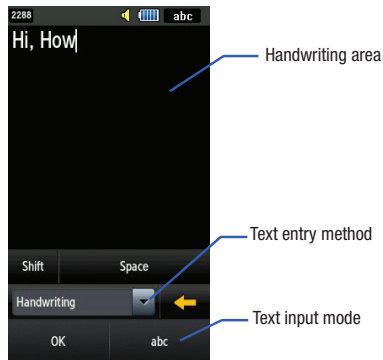 2288 abc
Hi, How
Handwriting area
Text entry method
Shift Space
Handwriting
Text input mode
OK abc